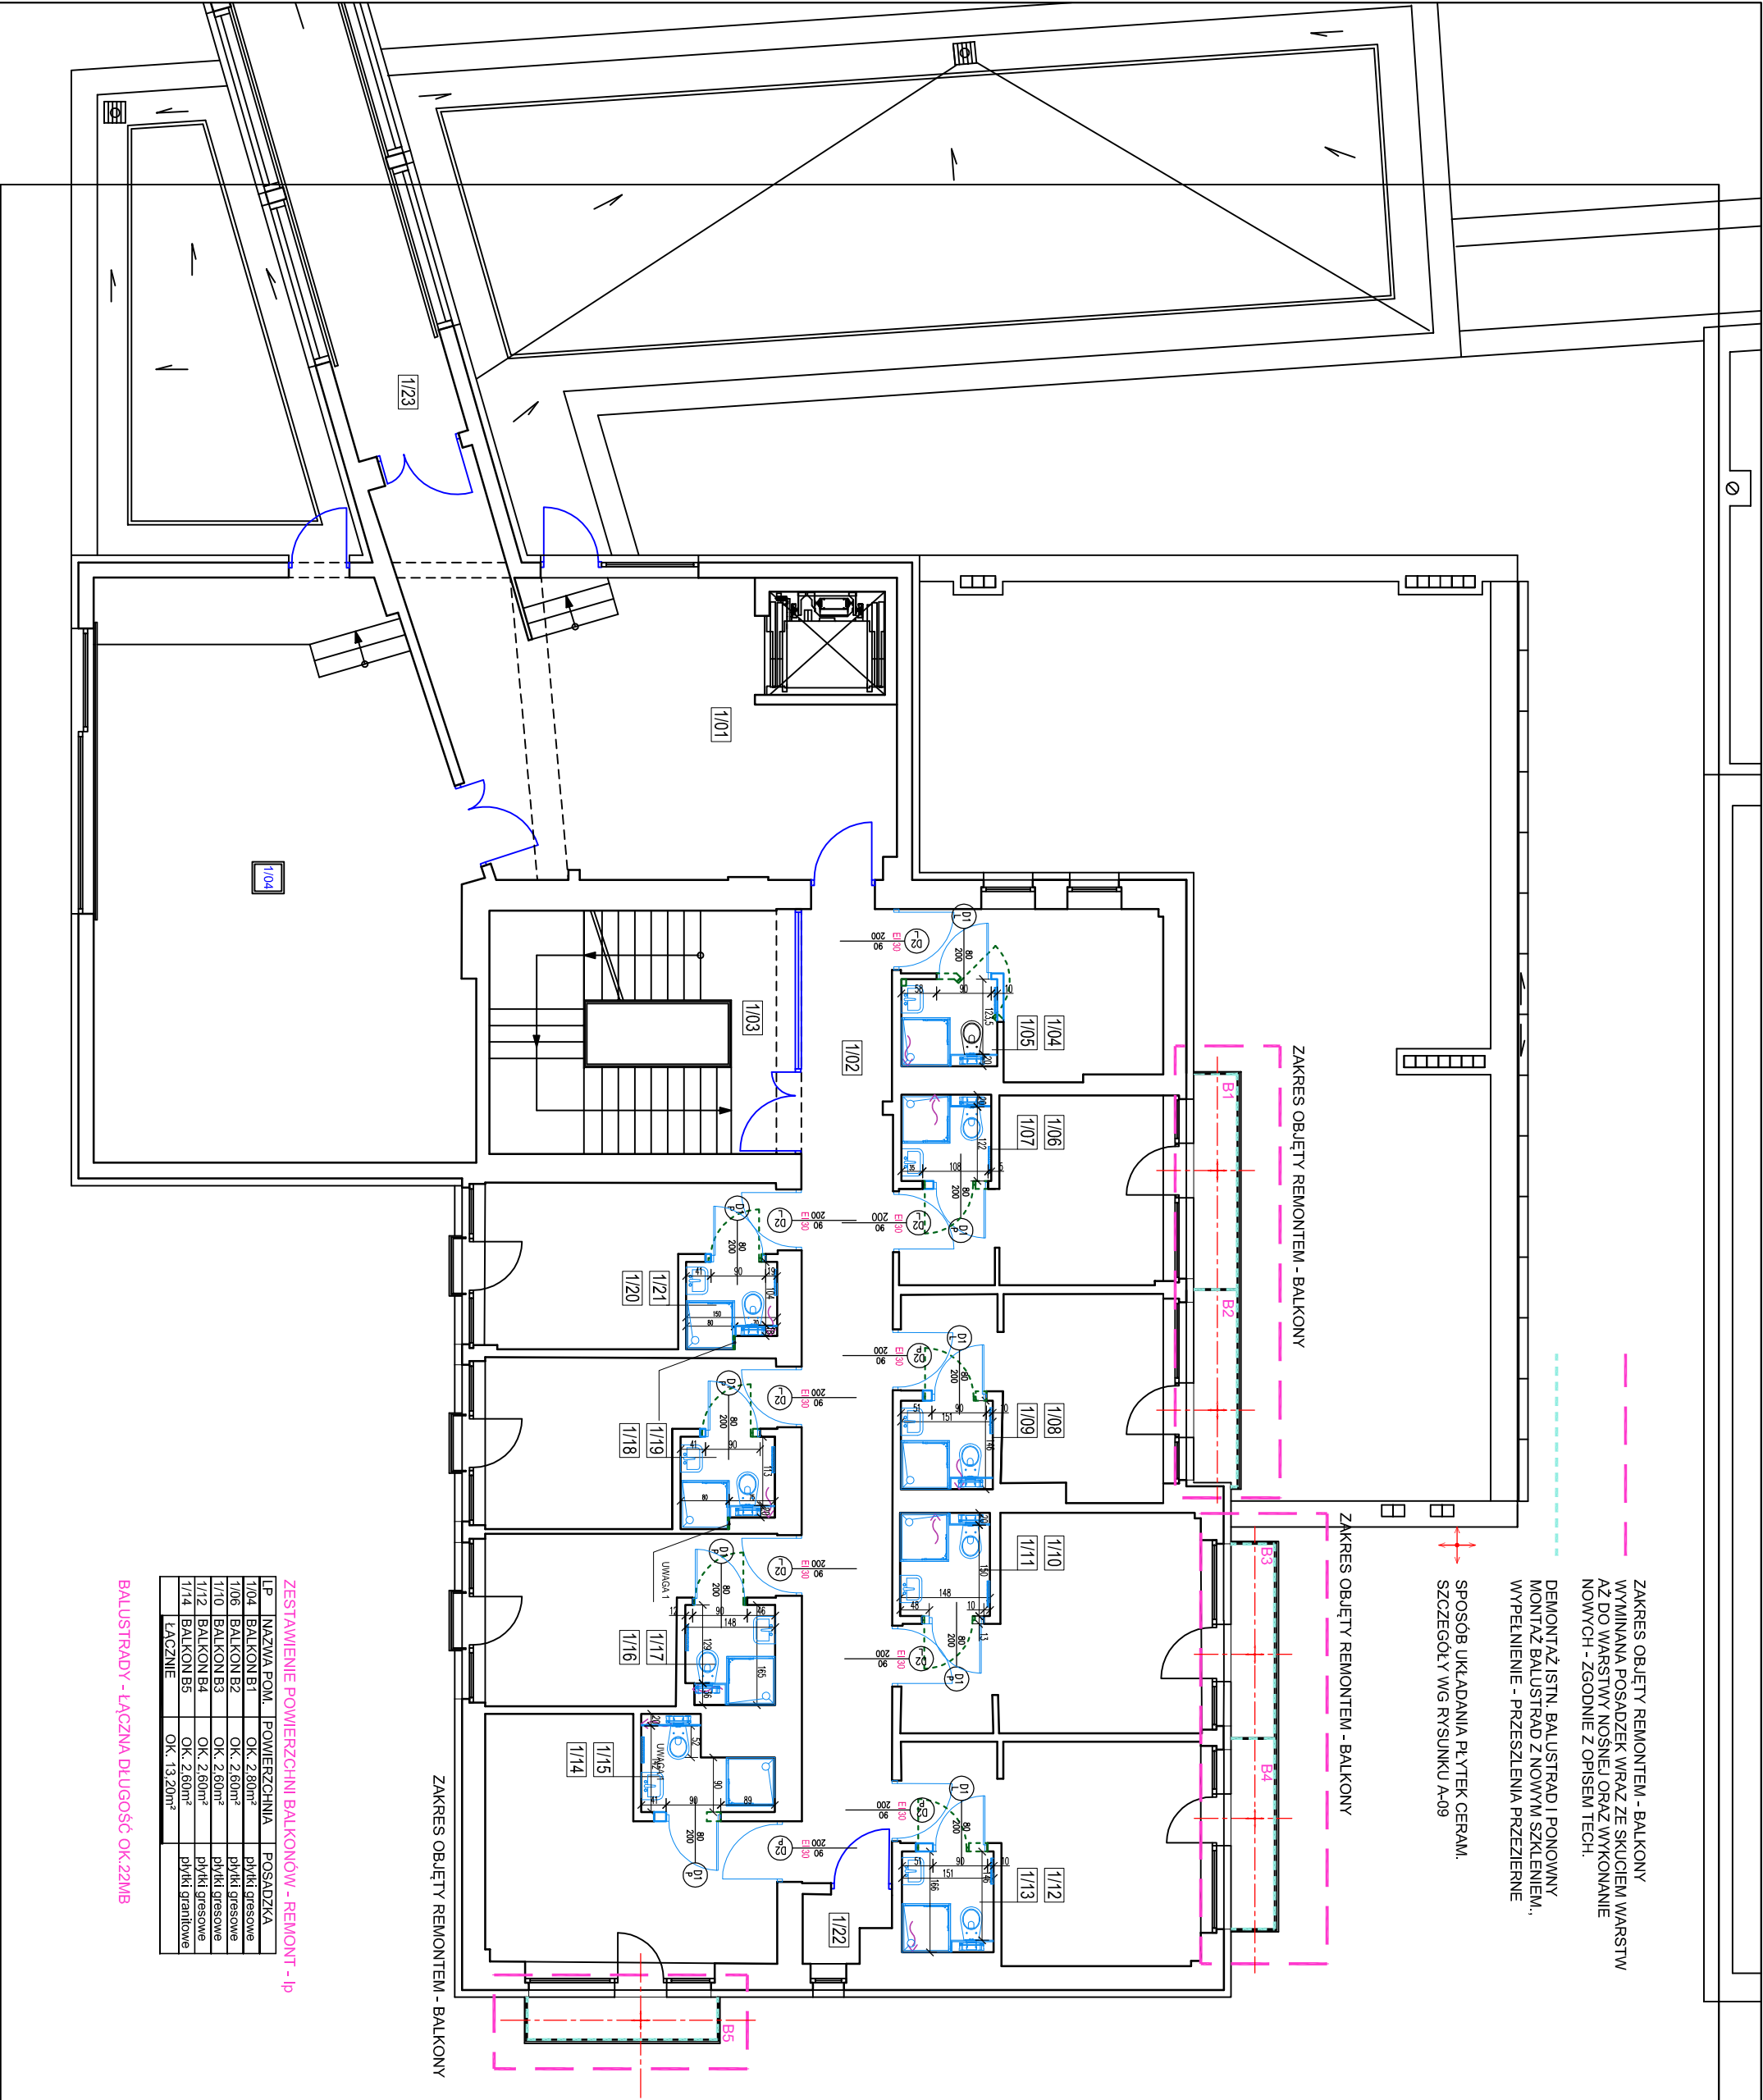 ZAKRES OBJĘTY REMONTEM - BALKONY
WYMIANA POSADZEK WRAZ ZE SKUCIEM WARSTW
AŻ DO WARSTWY NOŚNEJ ORAZ WYKONANIE
NOWYCH - ZGODNIE Z OPISEM TECH.
DEMONTAŻ ISTN. BALUSTRAD I PONOWNY
MONTAŻ BALUSTRAD Z NOWYM SZKLENIEM.,
WYPEŁNIENIE - PRZESZLENIA PRZEZIERNE
SPOSÓB UKŁADANIA PŁYTEK CERAM.
SZCZEGÓŁY WG RYSUNKU A-09
ZAKRES OBJĘTY REMONTEM - BALKONY
ZAKRES OBJĘTY REMONTEM - BALKONY
B1
B2
B3
B4
B5
1/23
1/01
1/04
1/03
1/02
1/04
1/05
1/06
1/07
1/08
1/09
1/10
1/11
1/12
1/13
1/21
1/20
1/19
1/18
1/17
1/16
1/15
1/14
1/22
UWAGA 1
UWAGA 1
ZAKRES OBJĘTY REMONTEM - BALKONY
ZESTAWIENIE POWIERZCHNI BALKONÓW - REMONT - Ip
LP NAZWA POM. POWIERZCHNIA POSADZKA
1/04 BALKON B1 OK. 2,80m² płytki gresowe
1/06 BALKON B2 OK. 2,60m² płytki gresowe
1/10 BALKON B3 OK. 2,60m² płytki gresowe
1/12 BALKON B4 OK. 2,60m² płytki gresowe
1/14 BALKON B5 OK. 2,60m² płytki granitowe
ŁĄCZNIE OK. 13,20m²
BALUSTRADY - ŁĄCZNA DŁUGOŚĆ OK.22MB